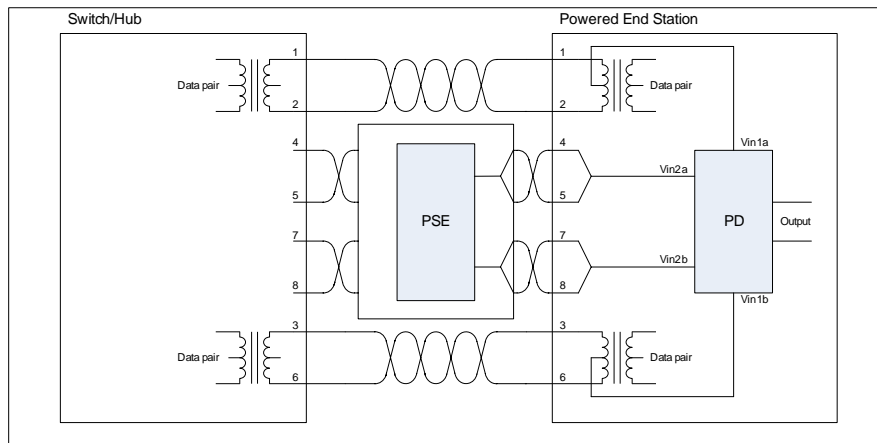 Switch/Hub
Powered End Station
1
1
Data pair
Data pair
2
2
4
4
Vin1a
Vin2a
5
5
PSE
PD
Output
7
7
Vin2b
8
8
Vin1b
3
3
Data pair
Data pair
6
6